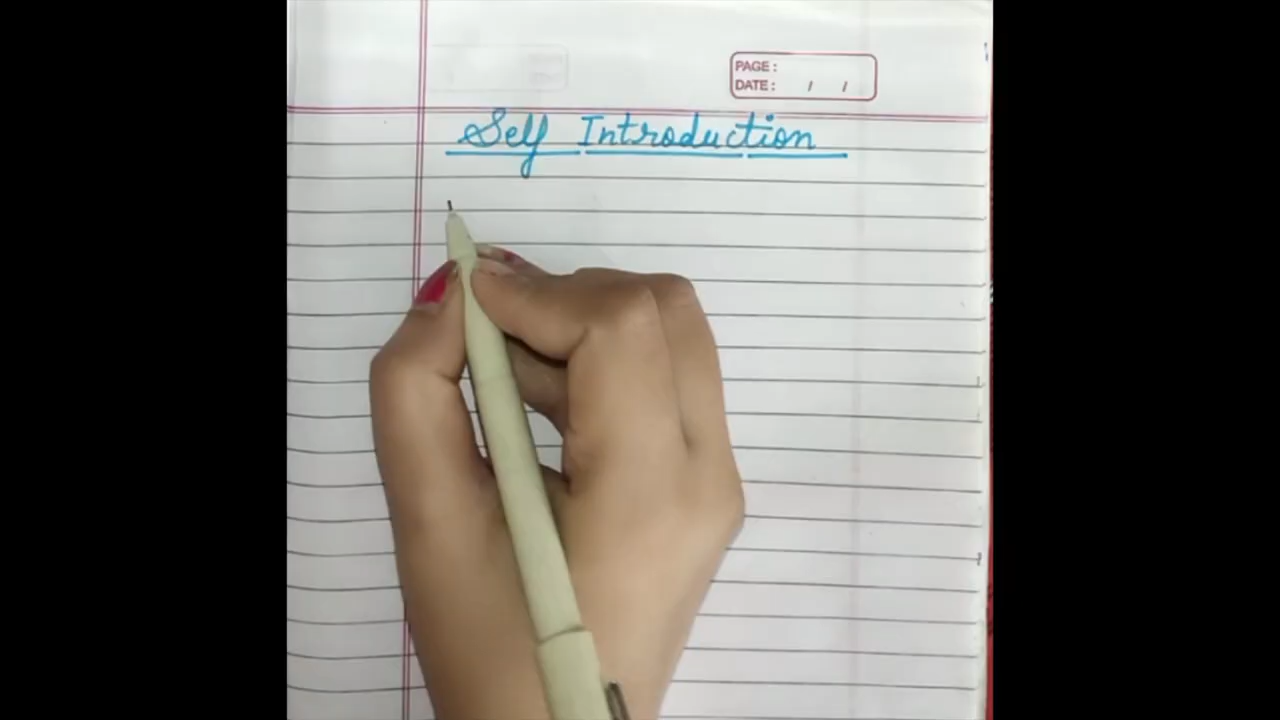 PAGE :
DATE : / /
Self Introduction